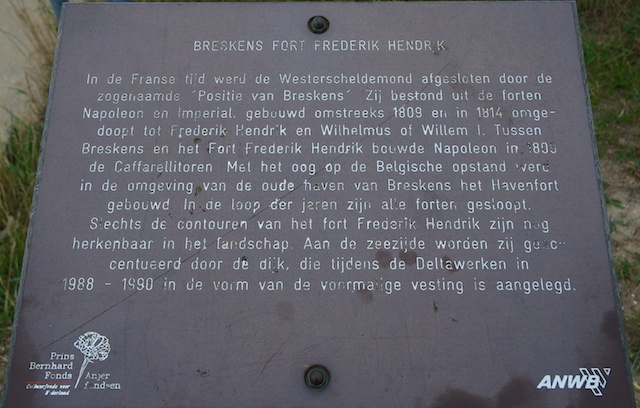 BRESKENS FORT FREDERIK HENDRIK
In de Franse tijd werd de Westerscheldemond afgesloten door de
zogenaamde 'Positie van Breskens' Zij bestond uit de forten
Napoleon en Imperial, gebouwd omstreeks 1809 en in 1814 omge-
doopt tot Frederik Hendrik en Wilhelmus of Willem I. Tussen
Breskens en het Fort Frederik Hendrik bouwde Napoleon in
de Caffarellitoren. Met het oog op de Belgische opstand werd
in de omgeving van de oude haven van Breskens het Havenfort
gebouwd. In de loop der jaren zijn alle forten gesloopt.
Slechts de contouren van het fort Frederik Hendrik zijn nog
herkenbaar in het landschap. Aan de zeezijde worden zij geac-
centueerd door de dijk, die tijdens de Deltawerken in
1988 - 1990 in de vorm van de voormalige vesting is aangelegd.
Prins
Bernhard
Fonds Anjer
Cultuurfonds voor fondsen
Nederland
ANWB